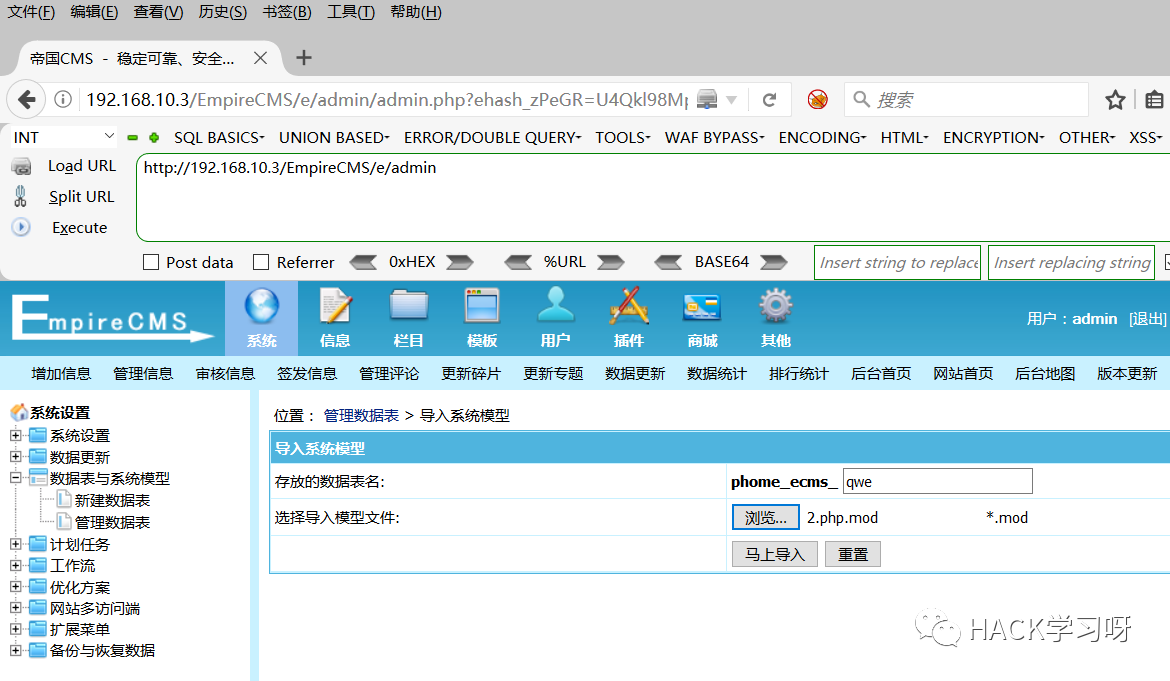 文件(F) 编辑(E) 查看(V) 历史(S) 书签(B) 工具(T) 帮助(H)
帝国CMS - 稳定可靠、安全...
192.168.10.3/EmpireCMS/e/admin/admin.php?ehash_zPeGR=U4Qkl98M
搜索
INT SQL BASICS UNION BASED ERROR/DOUBLE QUERY TOOLS WAF BYPASS ENCODING HTML ENCRYPTION OTHER XSS
Load URL http://192.168.10.3/EmpireCMS/e/admin
Split URL
Execute
Post data Referrer 0xHEX %URL BASE64 Insert string to replace Insert replacing string
EmpireCMS
系统 信息 栏目 模板 用户 插件 商城 其他
用户：admin [退出]
增加信息 管理信息 审核信息 签发信息 管理评论 更新碎片 更新专题 数据更新 数据统计 排行统计 后台首页 网站首页 后台地图 版本更新
系统设置
系统设置
数据更新
数据表与系统模型
新建数据表
管理数据表
计划任务
工作流
优化方案
网站多访问端
扩展菜单
备份与恢复数据
位置： 管理数据表 > 导入系统模型
导入系统模型
存放的数据表名: phome_ecms_ qwe
选择导入模型文件: 浏览... 2.php.mod *.mod
马上导入 重置
HACK学习呀